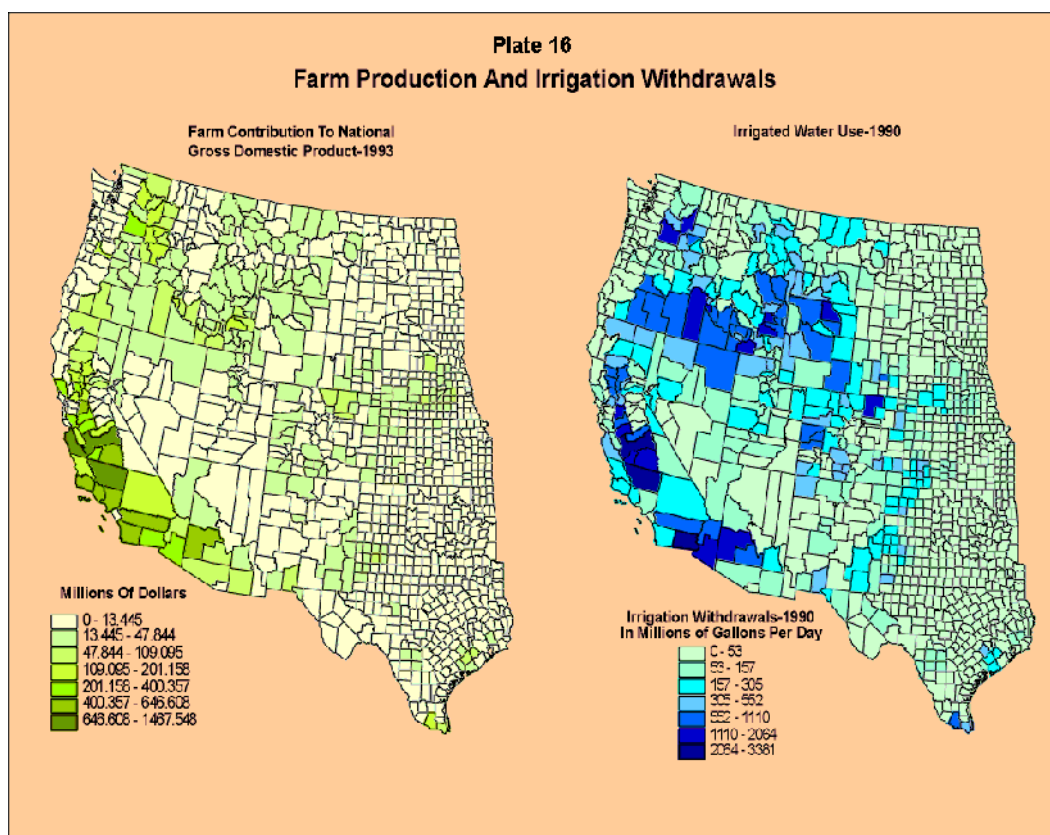 Plate 16
Farm Production And Irrigation Withdrawals
Farm Contribution To National
Gross Domestic Product-1993
Irrigated Water Use-1990
Millions Of Dollars
0 - 13.445
13.445 - 47.844
47.844 - 109.095
109.095 - 201.158
201.158 - 400.357
400.357 - 646.608
646.608 - 1467.548
Irrigation Withdrawals-1990
In Millions of Gallons Per Day
0 - 53
53 - 157
157 - 305
305 - 552
552 - 1110
1110 - 2064
2064 - 3381